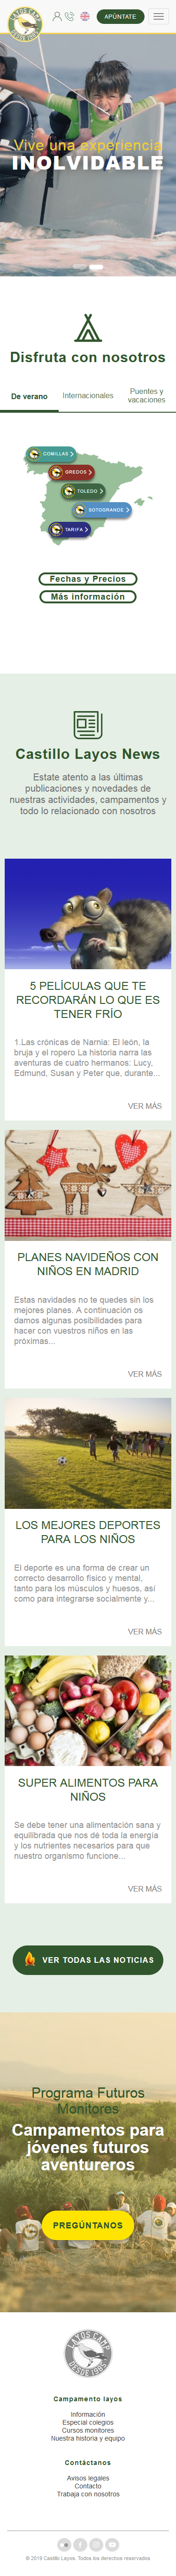 LAYOS CAMP
DESDE 1985
APÚNTATE
Vive una experiencia
INOLVIDABLE
Disfruta con nosotros
De verano
Internacionales
Puentes y
vacaciones
COMILLAS
GREDOS
TOLEDO
SOTOGRANDE
TARIFA
Fechas y Precios
Más información
Castillo Layos News
Estate atento a las últimas
publicaciones y novedades de
nuestras actividades, campamentos y
todo lo relacionado con nosotros
5 PELÍCULAS QUE TE
RECORDARÁN LO QUE ES
TENER FRÍO
1.Las crónicas de Narnia: El león, la
bruja y el ropero La historia narra las
aventuras de cuatro hermanos: Lucy,
Edmund, Susan y Peter que, durante...
VER MÁS
PLANES NAVIDEÑOS CON
NIÑOS EN MADRID
Estas navidades no te quedes sin los
mejores planes. A continuación os
damos algunas posibilidades para
hacer con vuestros niños en las
próximas...
VER MÁS
LOS MEJORES DEPORTES
PARA LOS NIÑOS
El deporte es una forma de crear un
correcto desarrollo físico y mental,
tanto para músculos y huesos, así
como para integrarse socialmente y...
VER MÁS
SUPER ALIMENTOS PARA
NIÑOS
Se debe tener una alimentación sana y
equilibrada que nos dé toda la energía
y los nutrientes necesarios para que
nuestro organismo funcione...
VER MÁS
VER TODAS LAS NOTICIAS
Programa Futuros
Monitores
Campamentos para
jóvenes futuros
aventureros
PREGÚNTANOS
LAYOS CAMP
DESDE 1985
Campamento layos
Información
Especial colegios
Cursos monitores
Nuestra historia y equipo
Contáctanos
Avisos legales
Contacto
Trabaja con nosotros
© 2019 Castillo Layos. Todos los derechos reservados